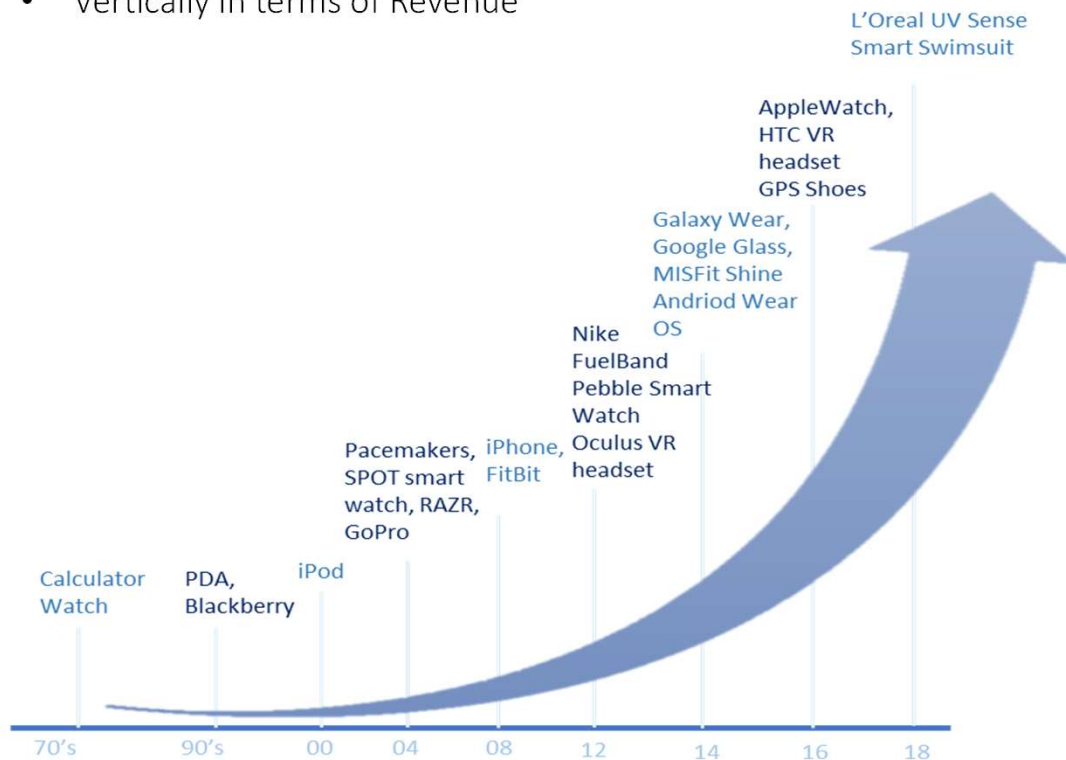 • Vertically in terms of Revenue
L'Oreal UV Sense
Smart Swimsuit
AppleWatch,
HTC VR
headset
GPS Shoes
Galaxy Wear,
Google Glass,
MISFit Shine
Andriod Wear
OS
Nike
FuelBand
Pebble Smart
Watch
Oculus VR
headset
iPhone,
FitBit
Pacemakers,
SPOT smart
watch, RAZR,
GoPro
iPod
PDA,
Blackberry
Calculator
Watch
70's 90's 00 04 08 12 14 16 18